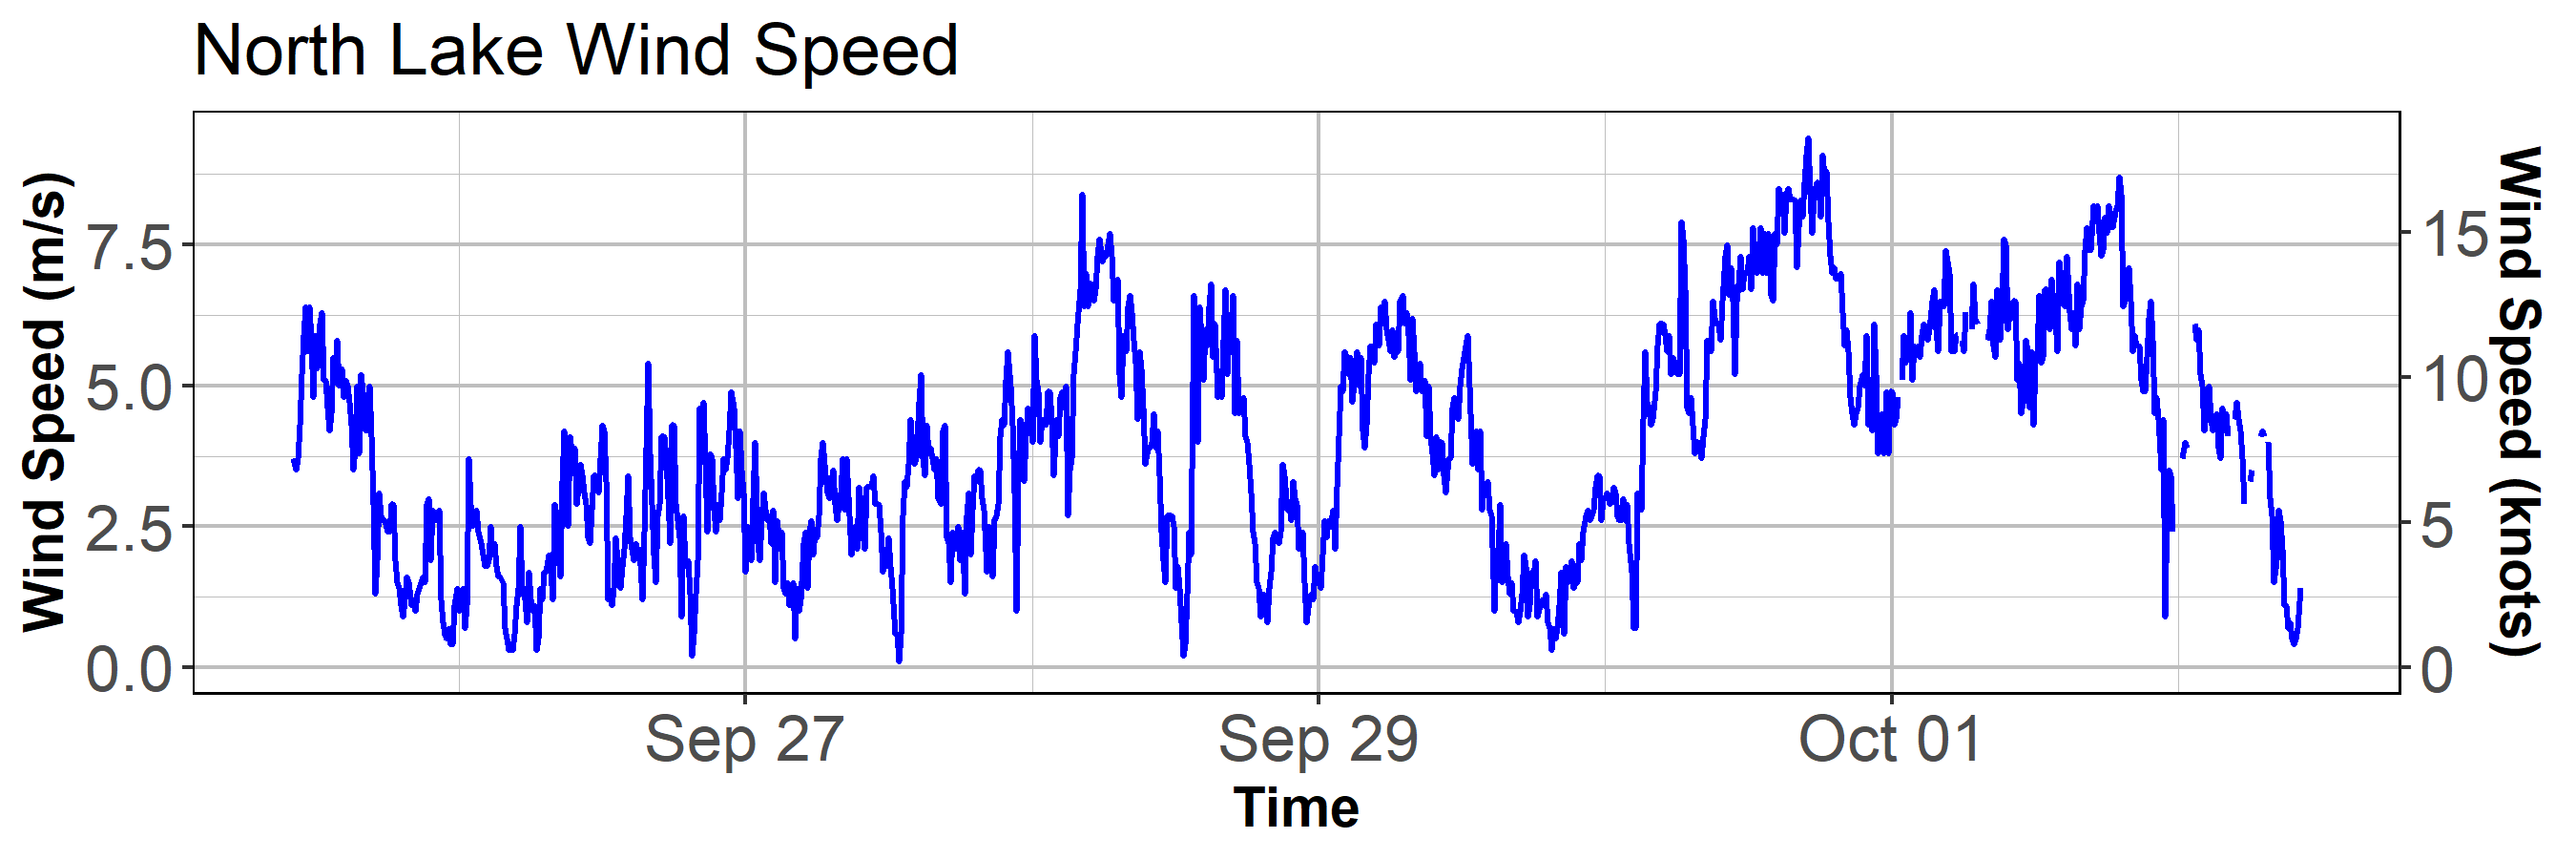 North Lake Wind Speed
Wind Speed (m/s)
7.5
5.0
2.5
0.0
15
10
5
0
Wind Speed (knots)
Sep 27 Sep 29 Oct 01
Time